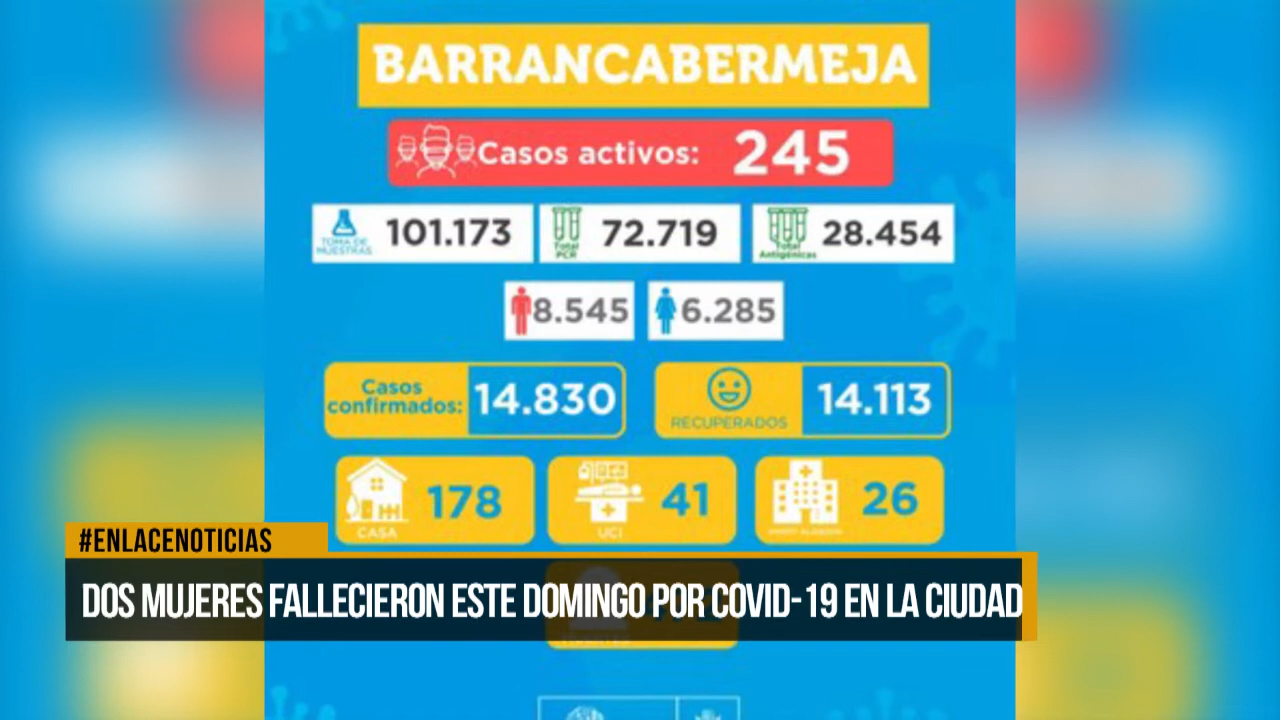 BARRANCABERMEJA
Casos activos: 245
TOMA DE
MUESTRAS
101.173
Total
PCR
72.719
Total
Antigénicas
28.454
8.545
6.285
Casos
confirmados:
14.830
RECUPERADOS
14.113
CASA
178
UCI
41
26
#ENLACENOTICIAS
DOS MUJERES FALLECIERON ESTE DOMINGO POR COVID-19 EN LA CIUDAD